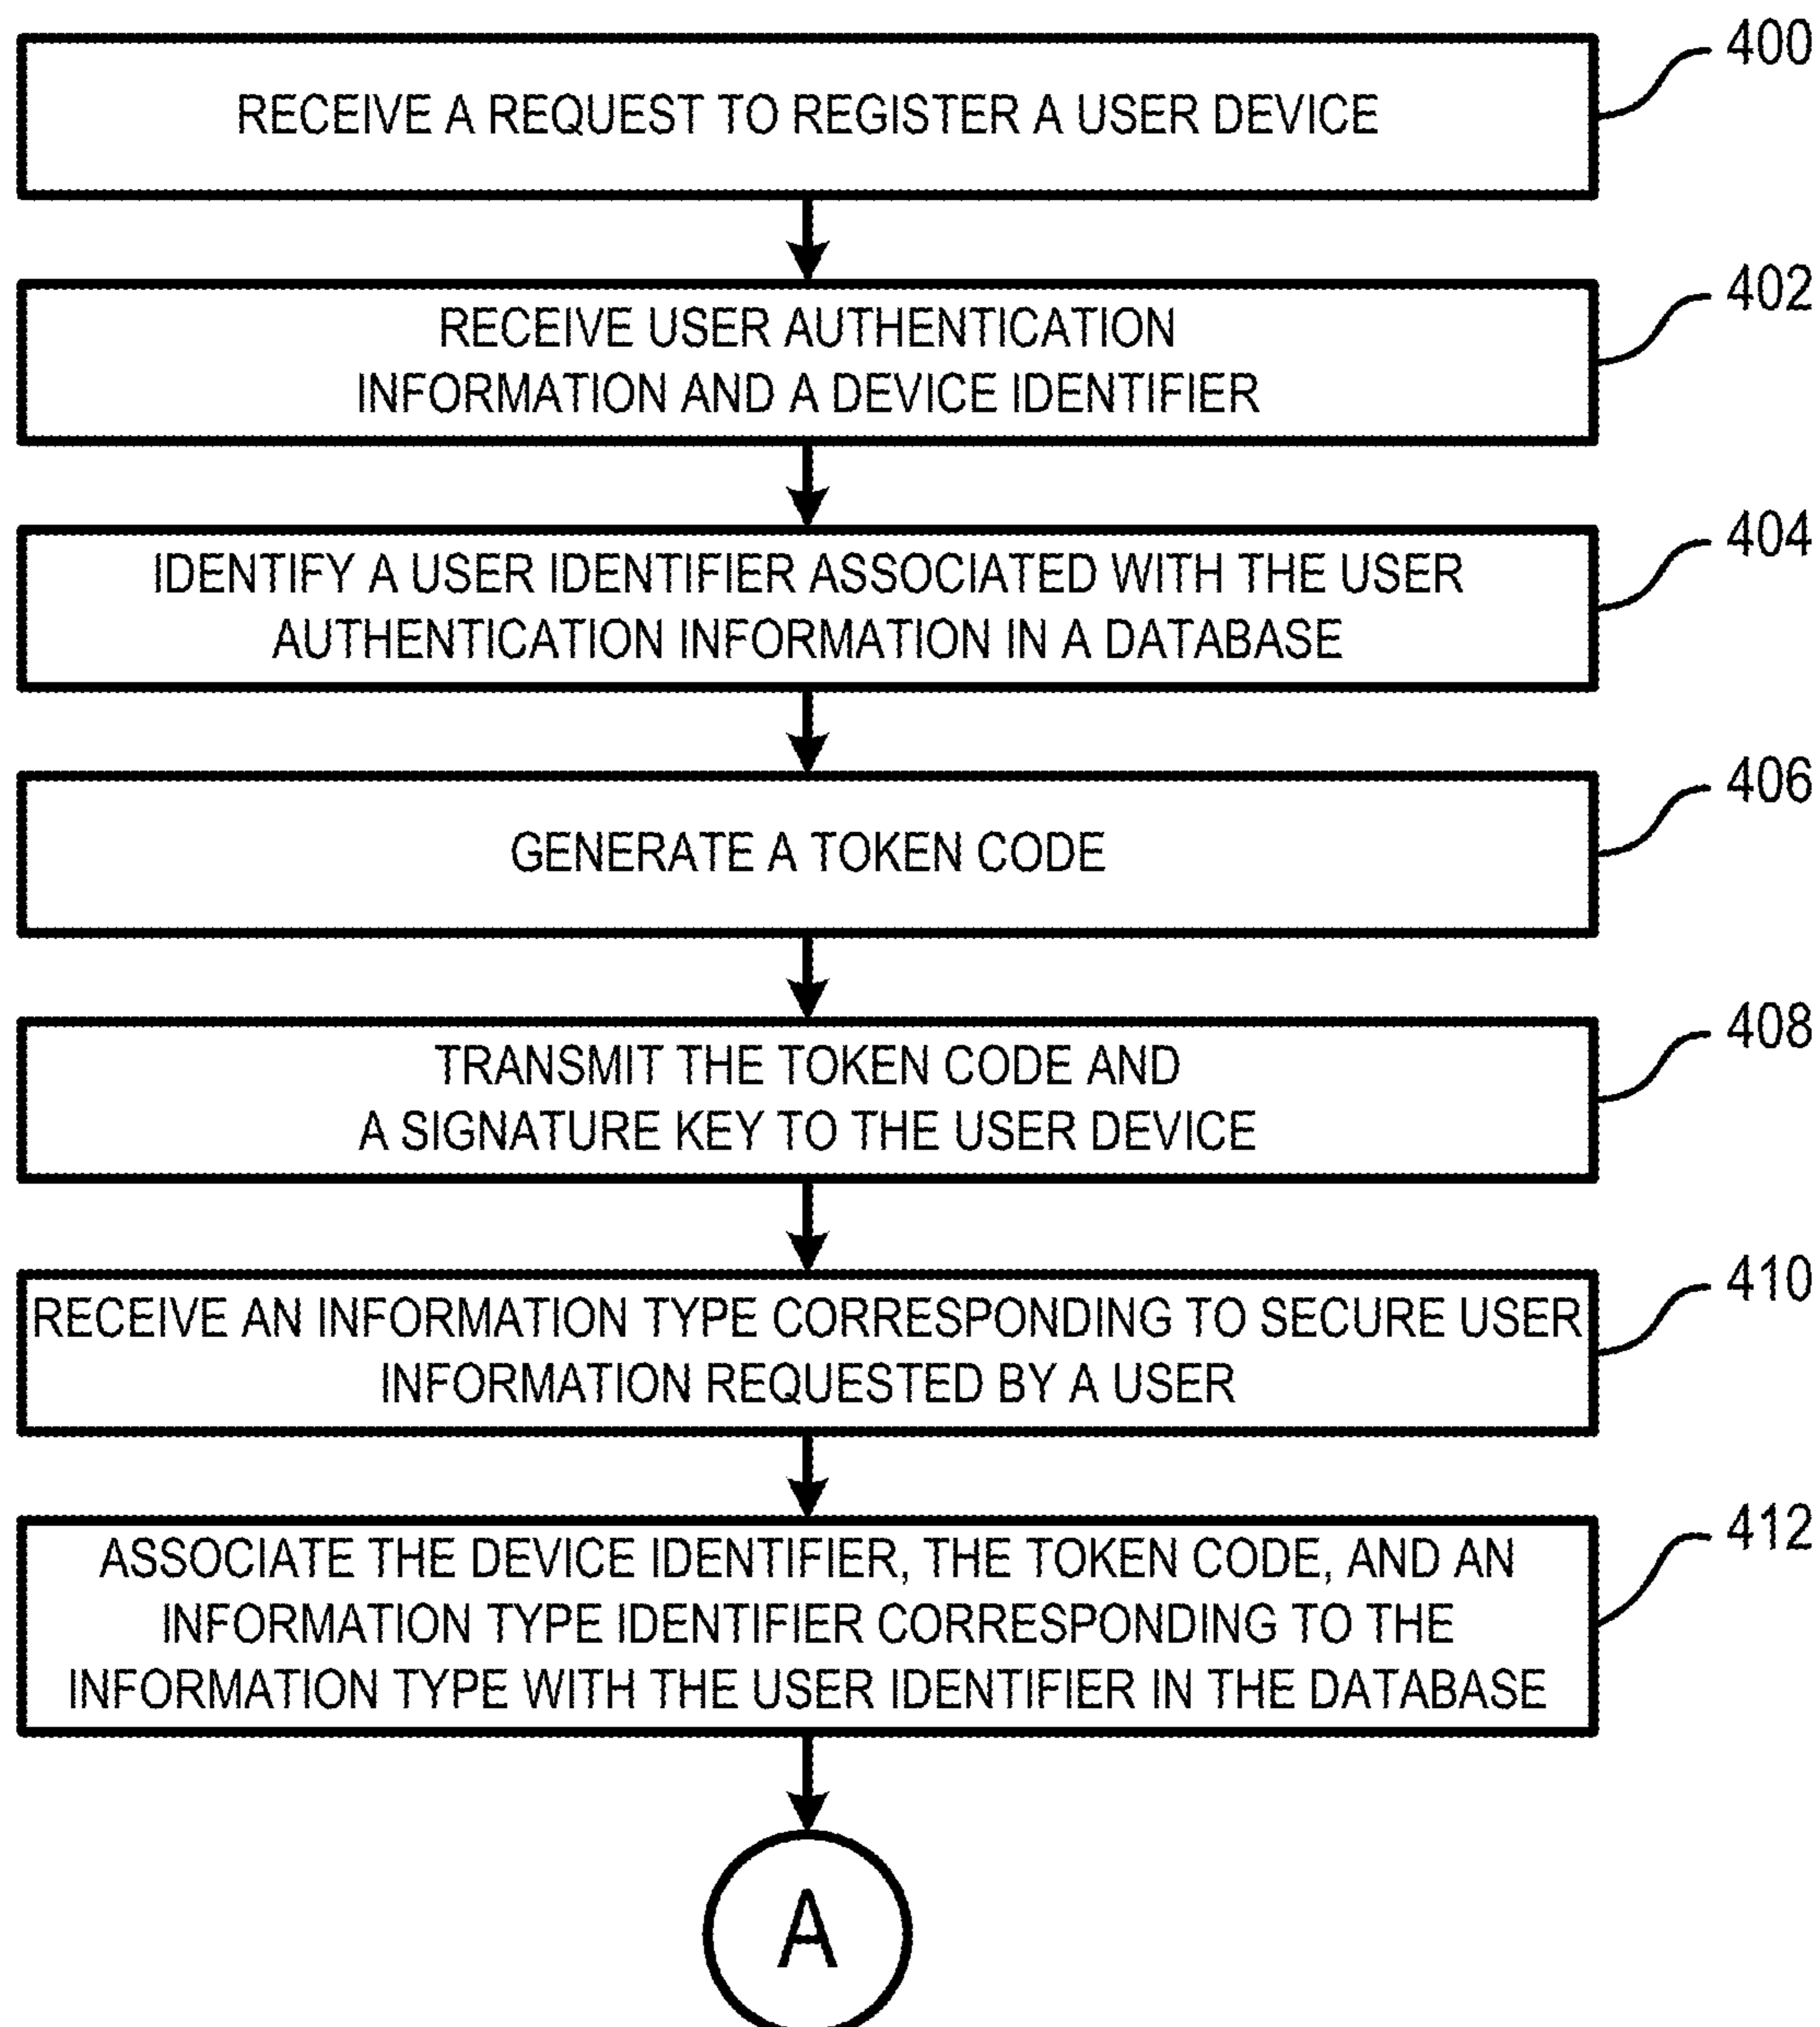 RECEIVE A REQUEST TO REGISTER A USER DEVICE
400
RECEIVE USER AUTHENTICATION
INFORMATION AND A DEVICE IDENTIFIER
402
IDENTIFY A USER IDENTIFIER ASSOCIATED WITH THE USER
AUTHENTICATION INFORMATION IN A DATABASE
404
GENERATE A TOKEN CODE
406
TRANSMIT THE TOKEN CODE AND
A SIGNATURE KEY TO THE USER DEVICE
408
RECEIVE AN INFORMATION TYPE CORRESPONDING TO SECURE USER
INFORMATION REQUESTED BY A USER
410
ASSOCIATE THE DEVICE IDENTIFIER, THE TOKEN CODE, AND AN
INFORMATION TYPE IDENTIFIER CORRESPONDING TO THE
INFORMATION TYPE WITH THE USER IDENTIFIER IN THE DATABASE
412
A